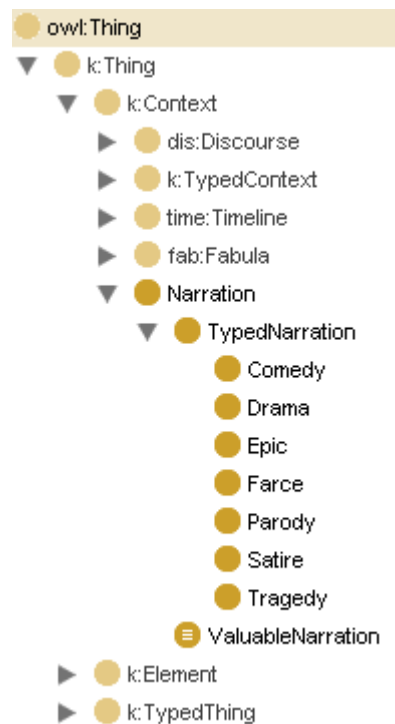 owl:Thing
k:Thing
k:Context
dis:Discourse
k:TypedContext
time:Timeline
fab:Fabula
Narration
TypedNarration
Comedy
Drama
Epic
Farce
Parody
Satire
Tragedy
ValuableNarration
k:Element
k:TypedThing